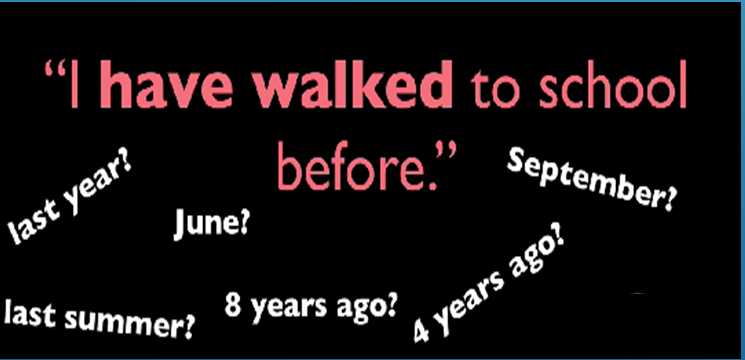 “I have walked to school
before.”
last year?
June?
September?
last summer?
8 years ago?
4 years ago?